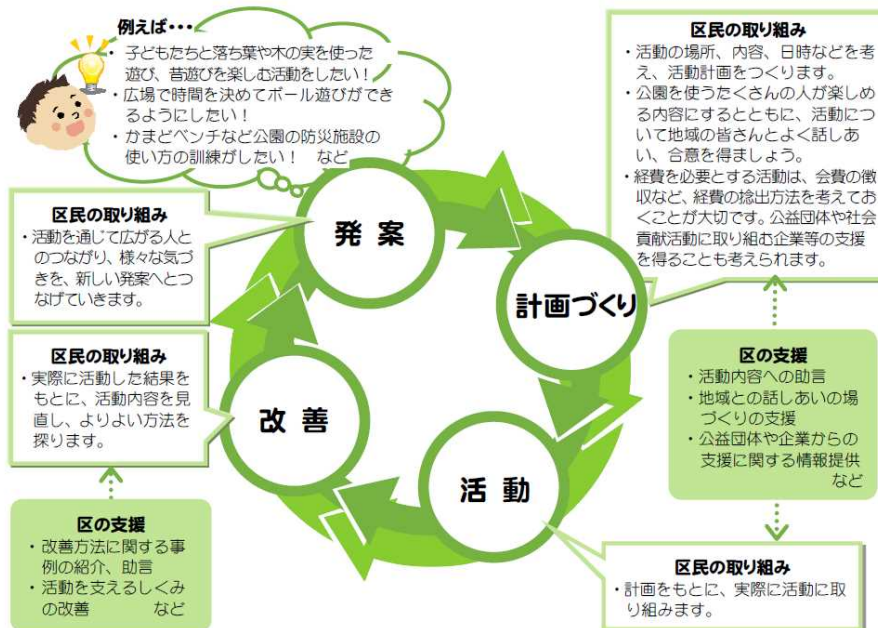 例えば・・・
・子どもたちと落ち葉や木の実を使った
遊び、昔遊びを楽しむ活動をしたい！
・広場で時間を決めてボール遊びができ
るようにしたい！
・かまどベンチなど公園の防災施設の
使い方の訓練がしたい！ など
発 案
区民の取り組み
・活動の場所、内容、日時などを考
え、活動計画をつくります。
・公園を使うたくさんの人が楽しめ
る内容にするとともに、活動につ
いて地域の皆さんとよく話しあ
い、合意を得ましょう。
・経費を必要とする活動は、会費の徴
収など、経費の捻出方法を考えてお
くことが大切です。公益団体や社会
貢献活動に取り組む企業等の支援
を得ることも考えられます。
計画づくり
区の支援
・活動内容への助言
・地域との話しあいの場
づくりの支援
・公益団体や企業からの
支援に関する情報提供
など
活 動
区民の取り組み
・計画をもとに、実際に活動に取
り組みます。
改 善
区民の取り組み
・実際に活動した結果を
もとに、活動内容を見
直し、よりよい方法を
探ります。
区の支援
・改善方法に関する事
例の紹介、助言
・活動を支えるしくみ
の改善 など
区民の取り組み
・活動を通じて広がる人と
のつながり、様々な気づ
きを、新しい発案へとつ
なげていきます。